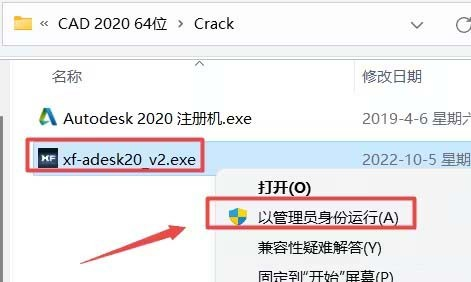 « CAD 2020 64位 › Crack
名称
修改日期
Autodesk 2020 注册机.exe 2019-4-6 星期六
XF xf-adesk20_v2.exe 2022-10-5 星期
打开(O)
以管理员身份运行(A)
兼容性疑难解答(Y)
固定到"开始"屏幕(P)